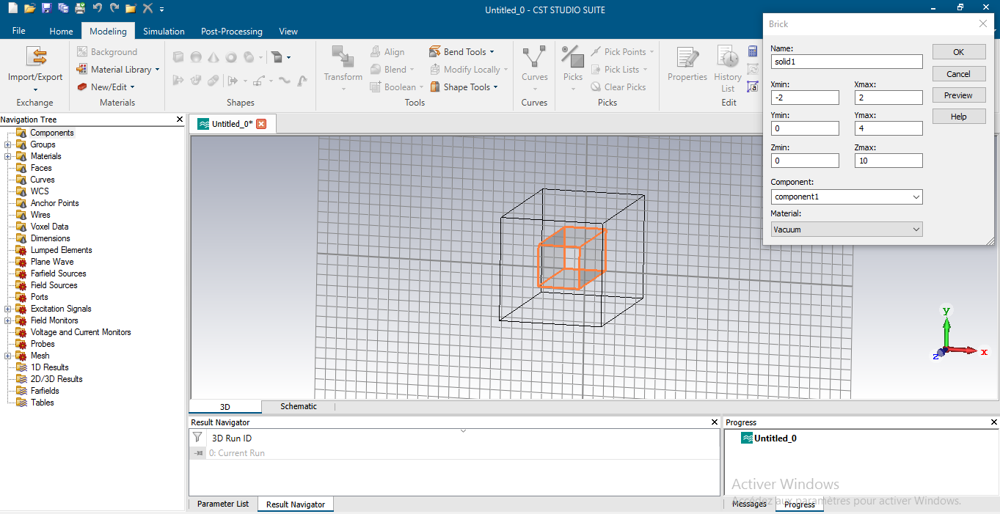 Untitled_0 - CST STUDIO SUITE
File Home Modeling Simulation Post-Processing View
Import/Export
Exchange
Background
Material Library
New/Edit
Materials
Shapes
Transform
Align
Blend
Boolean
Bend Tools
Modify Locally
Shape Tools
Tools
Curves
Curves
Picks
Pick Points
Pick Lists
Clear Picks
Picks
Properties
History
List
Edit
Brick
Name:
solid1
Xmin: Xmax:
-2 2
Ymin: Ymax:
0 4
Zmin: Zmax:
0 10
Component:
component1
Material:
Vacuum
OK
Cancel
Preview
Help
Navigation Tree
Components
Groups
Materials
Faces
Curves
WCS
Anchor Points
Wires
Voxel Data
Dimensions
Lumped Elements
Plane Wave
Farfield Sources
Field Sources
Ports
Excitation Signals
Field Monitors
Voltage and Current Monitors
Probes
Mesh
1D Results
2D/3D Results
Farfields
Tables
Untitled_0*
y
x
z
3D Schematic
Result Navigator
3D Run ID
0: Current Run
Parameter List Result Navigator
Progress
Untitled_0
Activer Windows
Accédez aux paramètres pour activer Windows.
Messages Progress